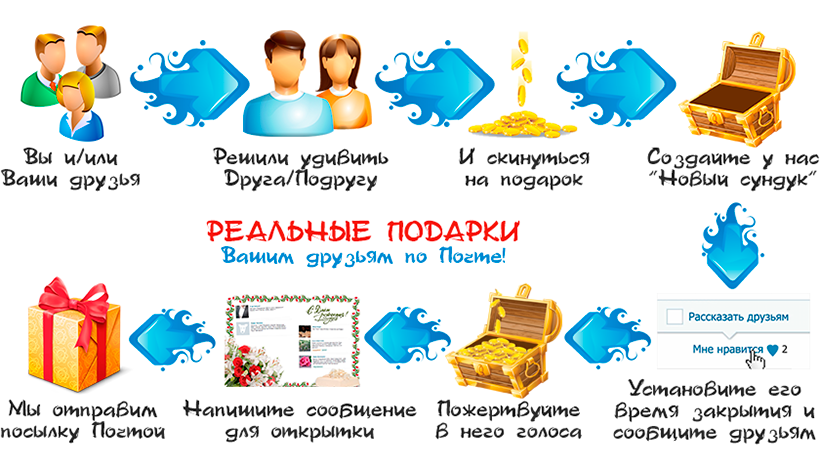 Вы и/или
Ваши друзья
Решили удивить
Друга/Подругу
И скинуться
на подарок
Создайте у нас
"Новый сундук"
РЕАЛЬНЫЕ ПОДАРКИ
Вашим друзьям по Почте!
Рассказать друзьям
Мне нравится 2
Установите его
время закрытия и
сообщите друзьям
Пожертвуйте
в него голоса
С Днем
рождения!
Напишите сообщение
для открытки
Мы отправим
посылку Почтой